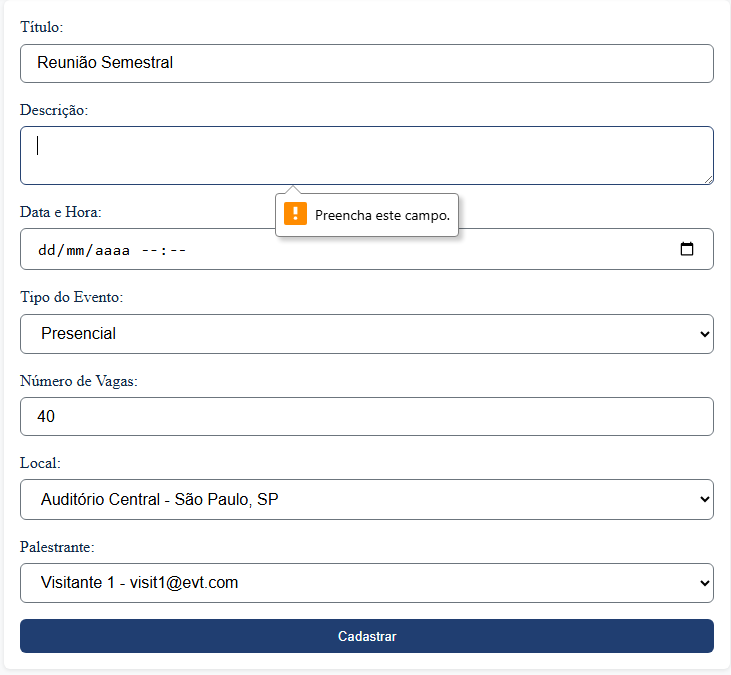 Título:
Reunião Semestral
Descrição:
Preencha este campo.
Data e Hora:
dd/mm/aaaa --:--
Tipo do Evento:
Presencial
Número de Vagas:
40
Local:
Auditório Central - São Paulo, SP
Palestrante:
Visitante 1 - visit1@evt.com
Cadastrar